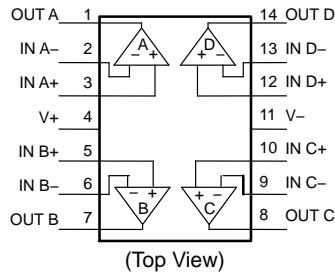 OUT A 1 14 OUT D
IN A– 2 A D 13 IN D–
– + + –
IN A+ 3 12 IN D+
V+ 4 11 V–
IN B+ 5 10 IN C+
– + + –
IN B– 6 9 IN C–
B C
OUT B 7 8 OUT C
(Top View)